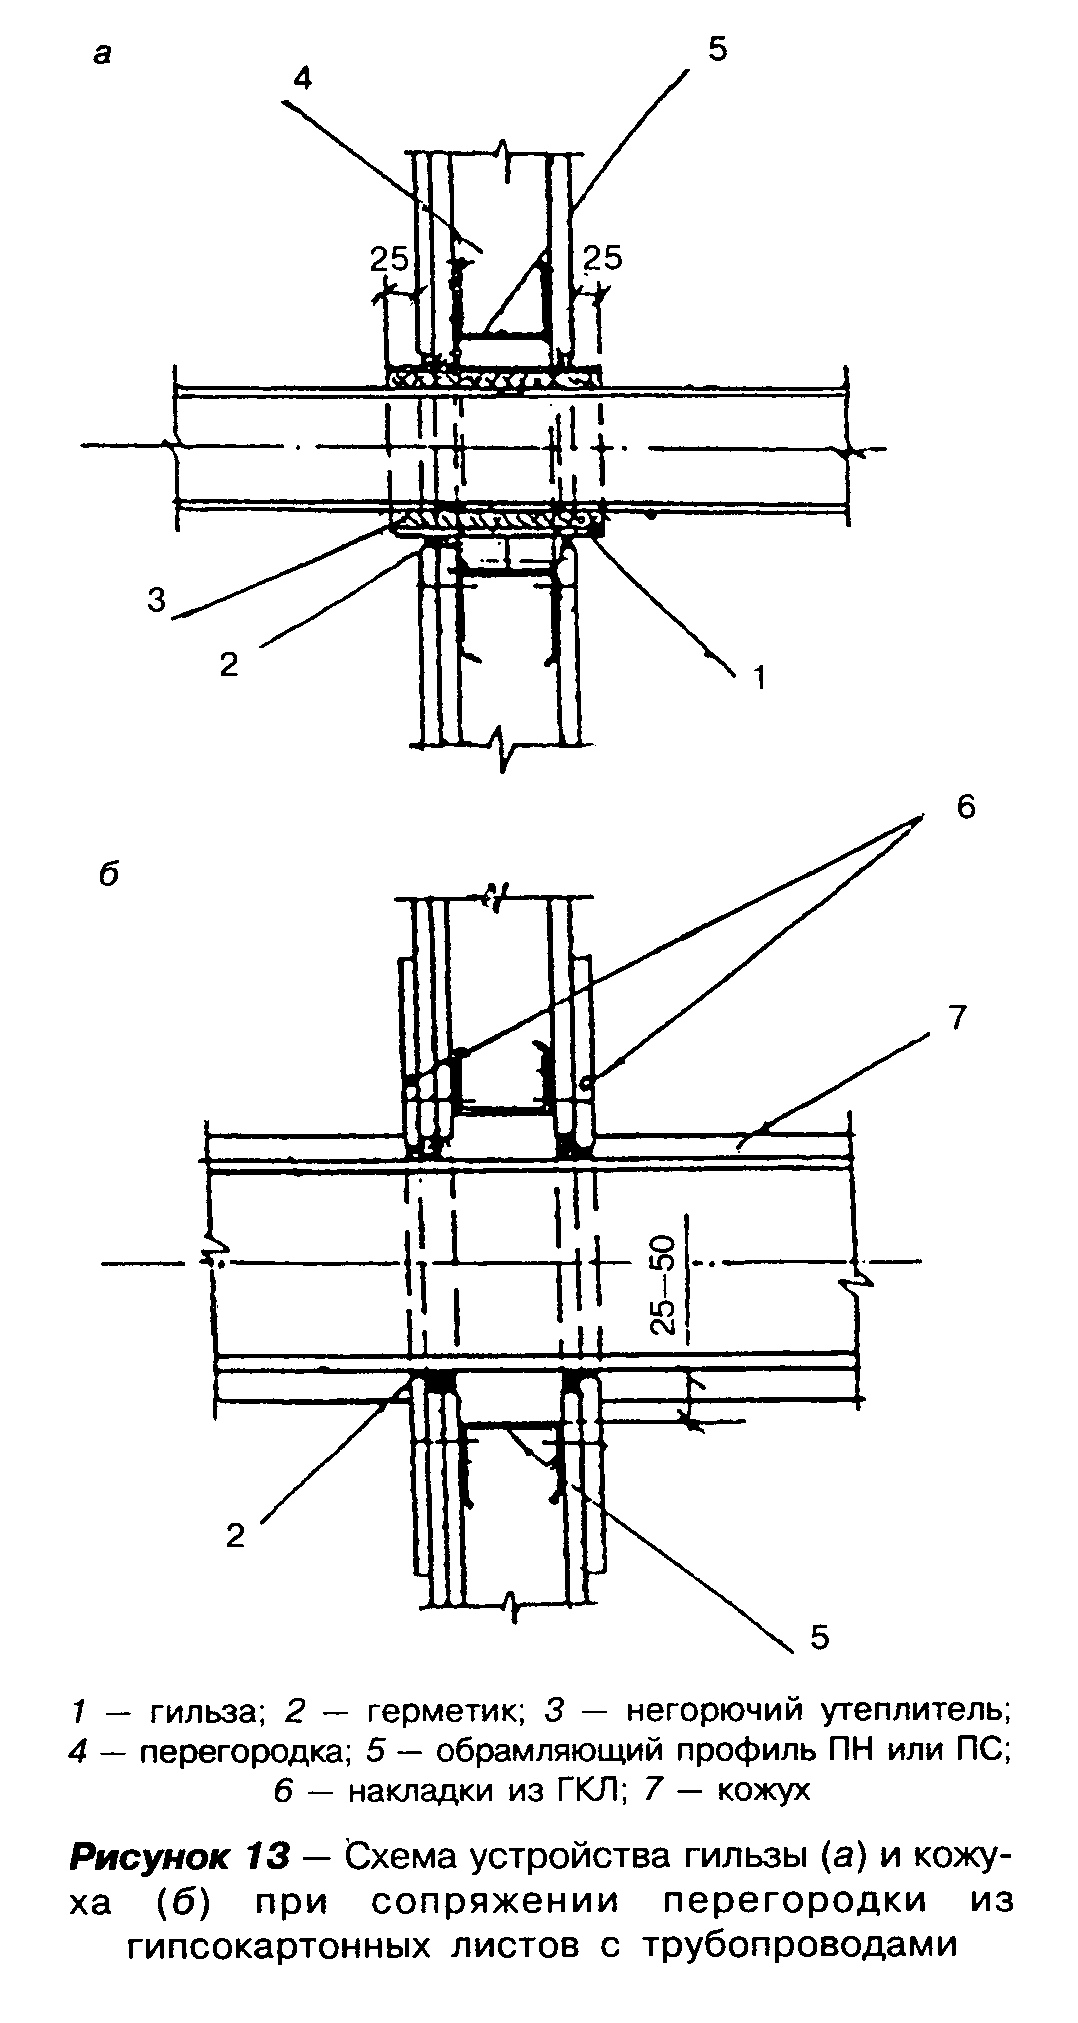 а
4
5
25
25
3
2
1
б
6
7
25—50
2
5
1 — гильза; 2 — герметик; 3 — негорючий утеплитель;
4 — перегородка; 5 — обрамляющий профиль ПН или ПС;
6 — накладки из ГКЛ; 7 — кожух
Рисунок 13 — Схема устройства гильзы (а) и кожу-
ха (б) при сопряжении перегородки из
гипсокартонных листов с трубопроводами